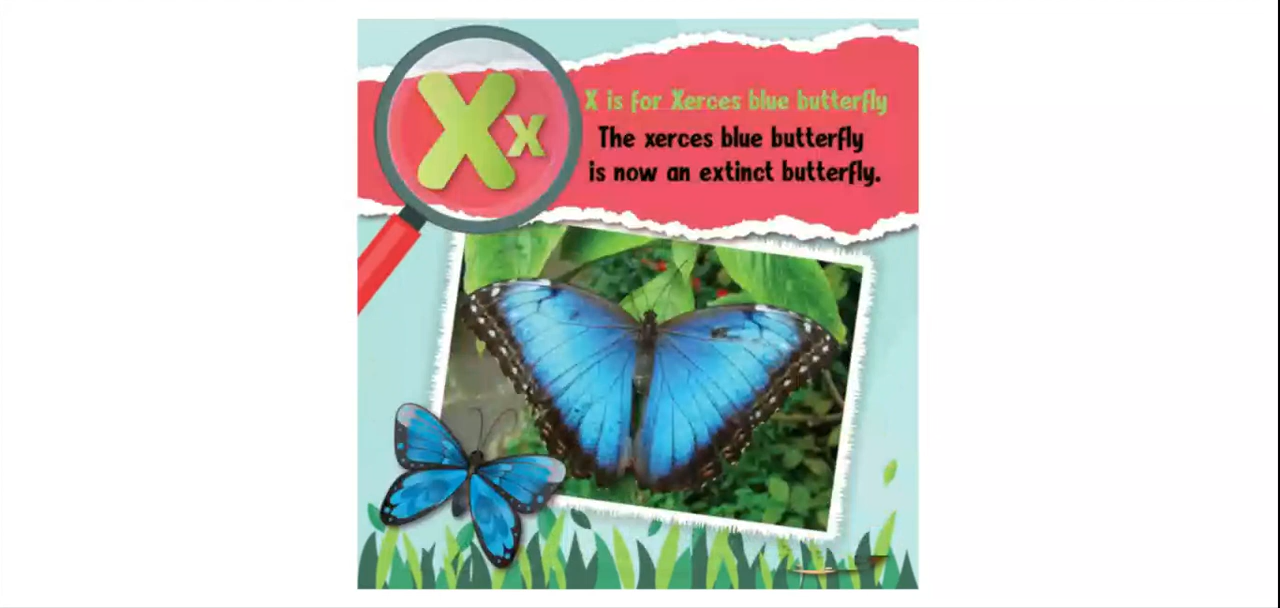 Xx
X is for Xerces blue butterfly
The xerces blue butterfly
is now an extinct butterfly.